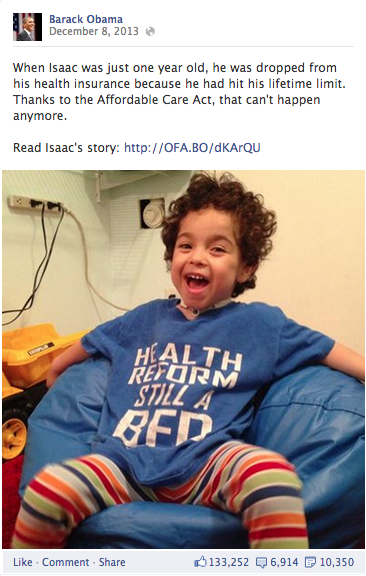 Barack Obama
December 8, 2013
When Isaac was just one year old, he was dropped from
his health insurance because he had hit his lifetime limit.
Thanks to the Affordable Care Act, that can't happen
anymore.
Read Isaac's story: http://OFA.BO/dKArQU
HEALTH
REFORM
STILL A
BFD
Like · Comment · Share 133,252 6,914 10,350